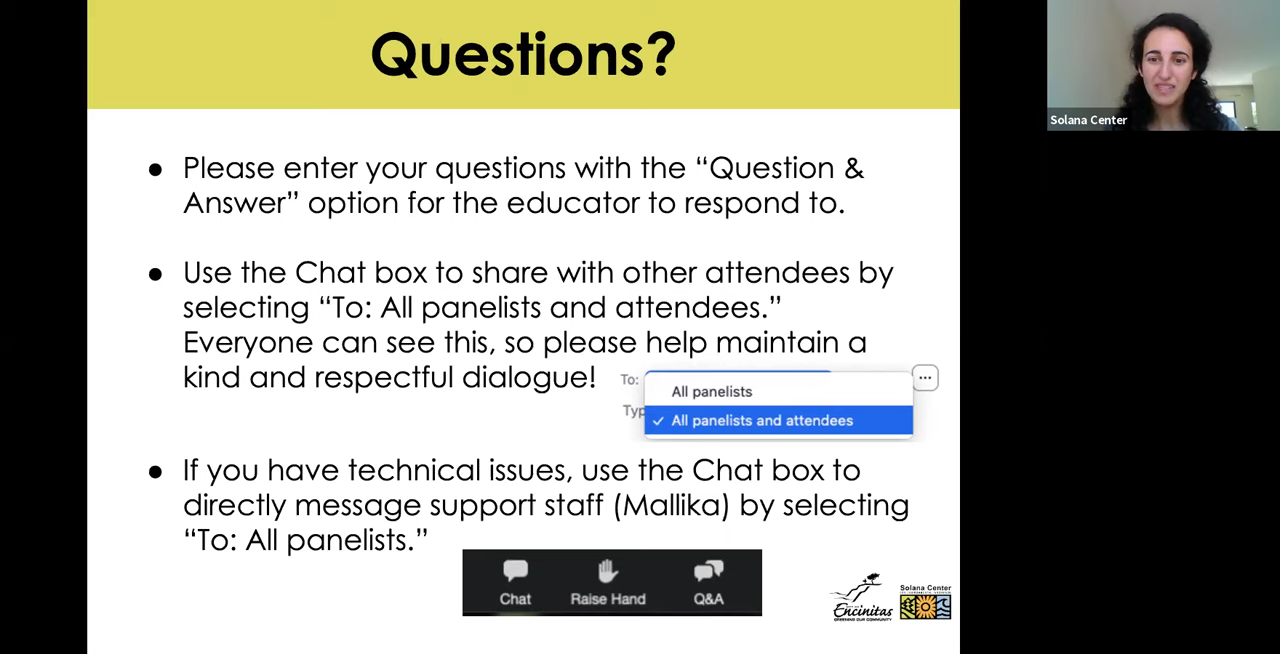 Questions?
Solana Center
● Please enter your questions with the “Question &
Answer” option for the educator to respond to.
● Use the Chat box to share with other attendees by
selecting “To: All panelists and attendees.”
Everyone can see this, so please help maintain a
kind and respectful dialogue!
To:
All panelists
...
Typ
✓ All panelists and attendees
● If you have technical issues, use the Chat box to
directly message support staff (Mallika) by selecting
“To: All panelists.”
Chat Raise Hand Q&A
Encinitas
GREENING OUR COMMUNITY
Solana Center